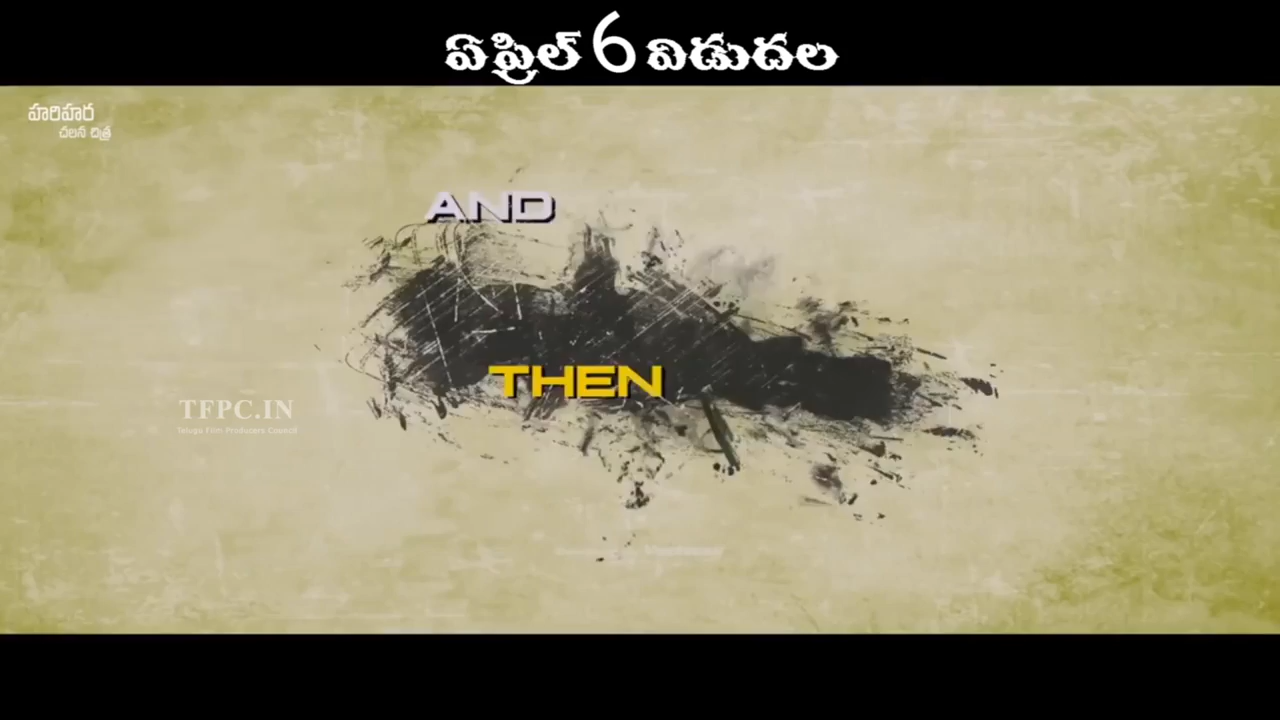 ఏప్రిల్ 6 విడుదల
హరిహర
చలన చిత్ర
AND
THEN
TFPC.IN
Telugu Film Producers Council